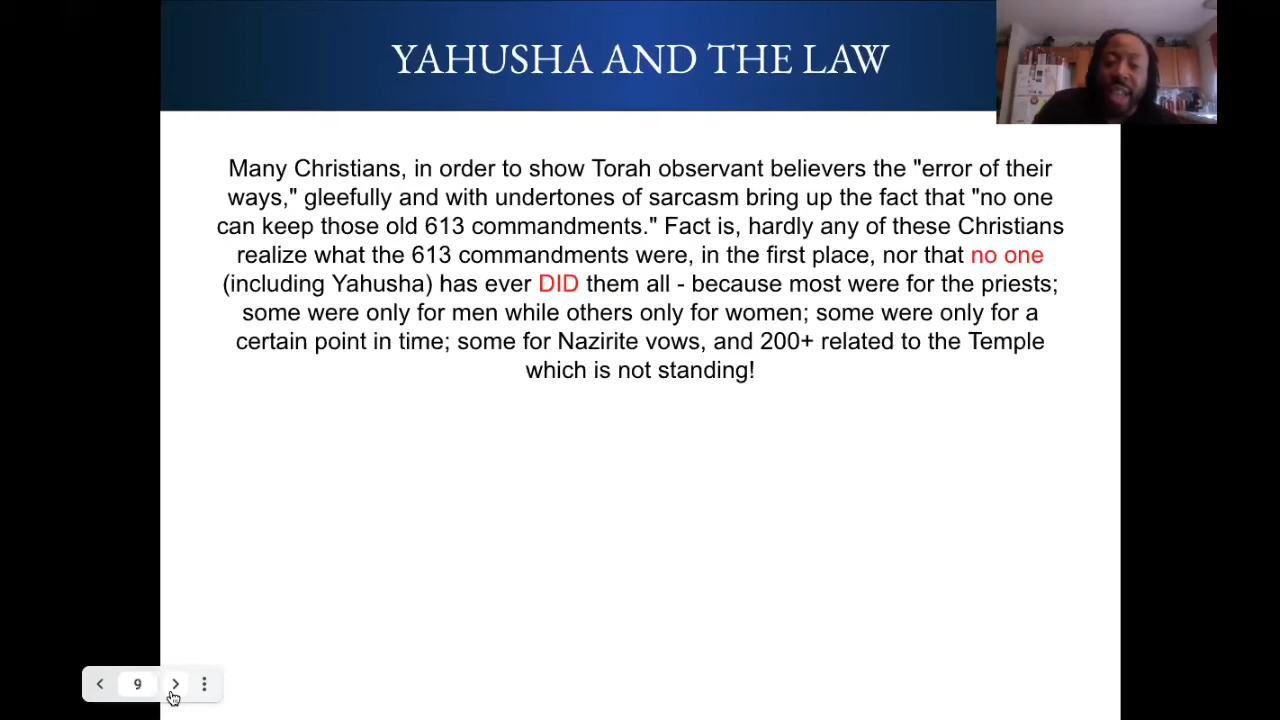 YAHUSHA AND THE LAW
Many Christians, in order to show Torah observant believers the "error of their
ways," gleefully and with undertones of sarcasm bring up the fact that "no one
can keep those old 613 commandments." Fact is, hardly any of these Christians
realize what the 613 commandments were, in the first place, nor that no one
(including Yahusha) has ever DID them all - because most were for the priests;
some were only for men while others only for women; some were only for a
certain point in time; some for Nazirite vows, and 200+ related to the Temple
which is not standing!
9